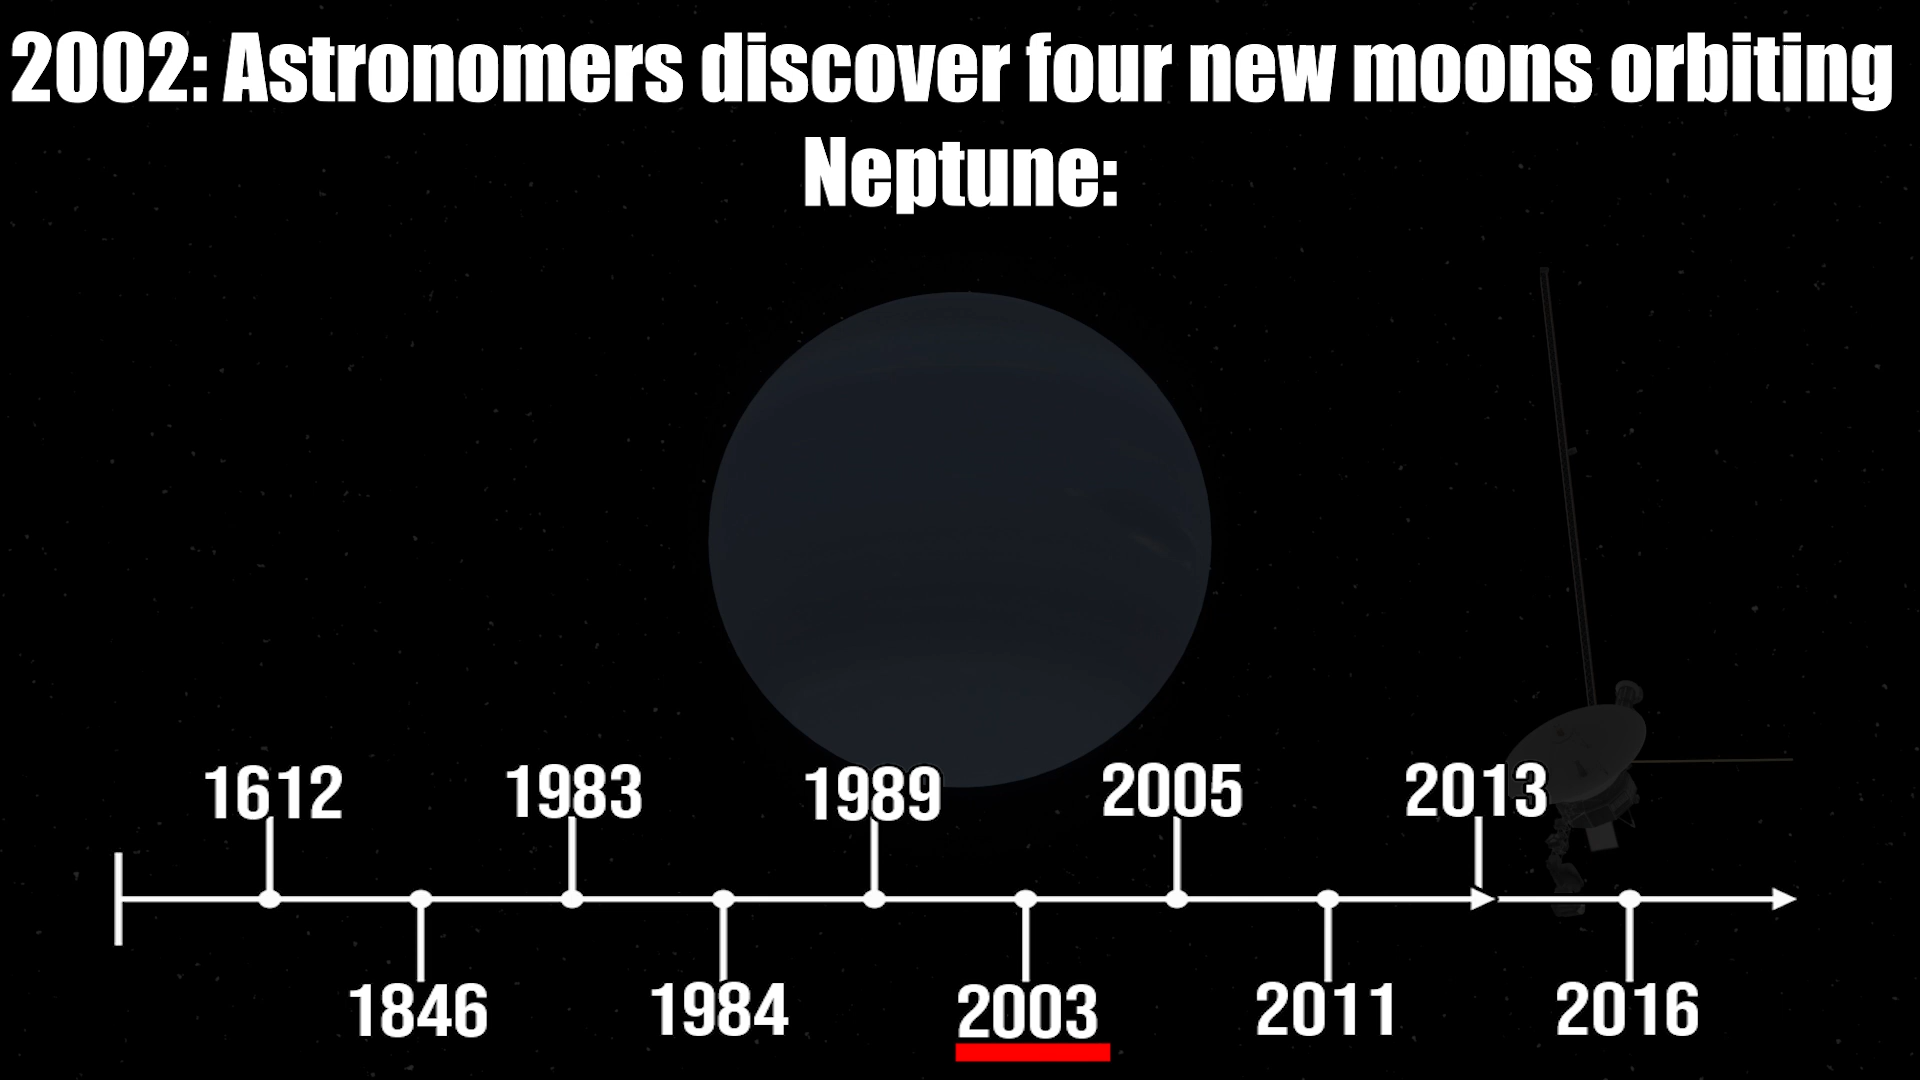 2002: Astronomers discover four new moons orbiting
Neptune:
1612 1983 1989 2005 2013
1846 1984 2003 2011 2016